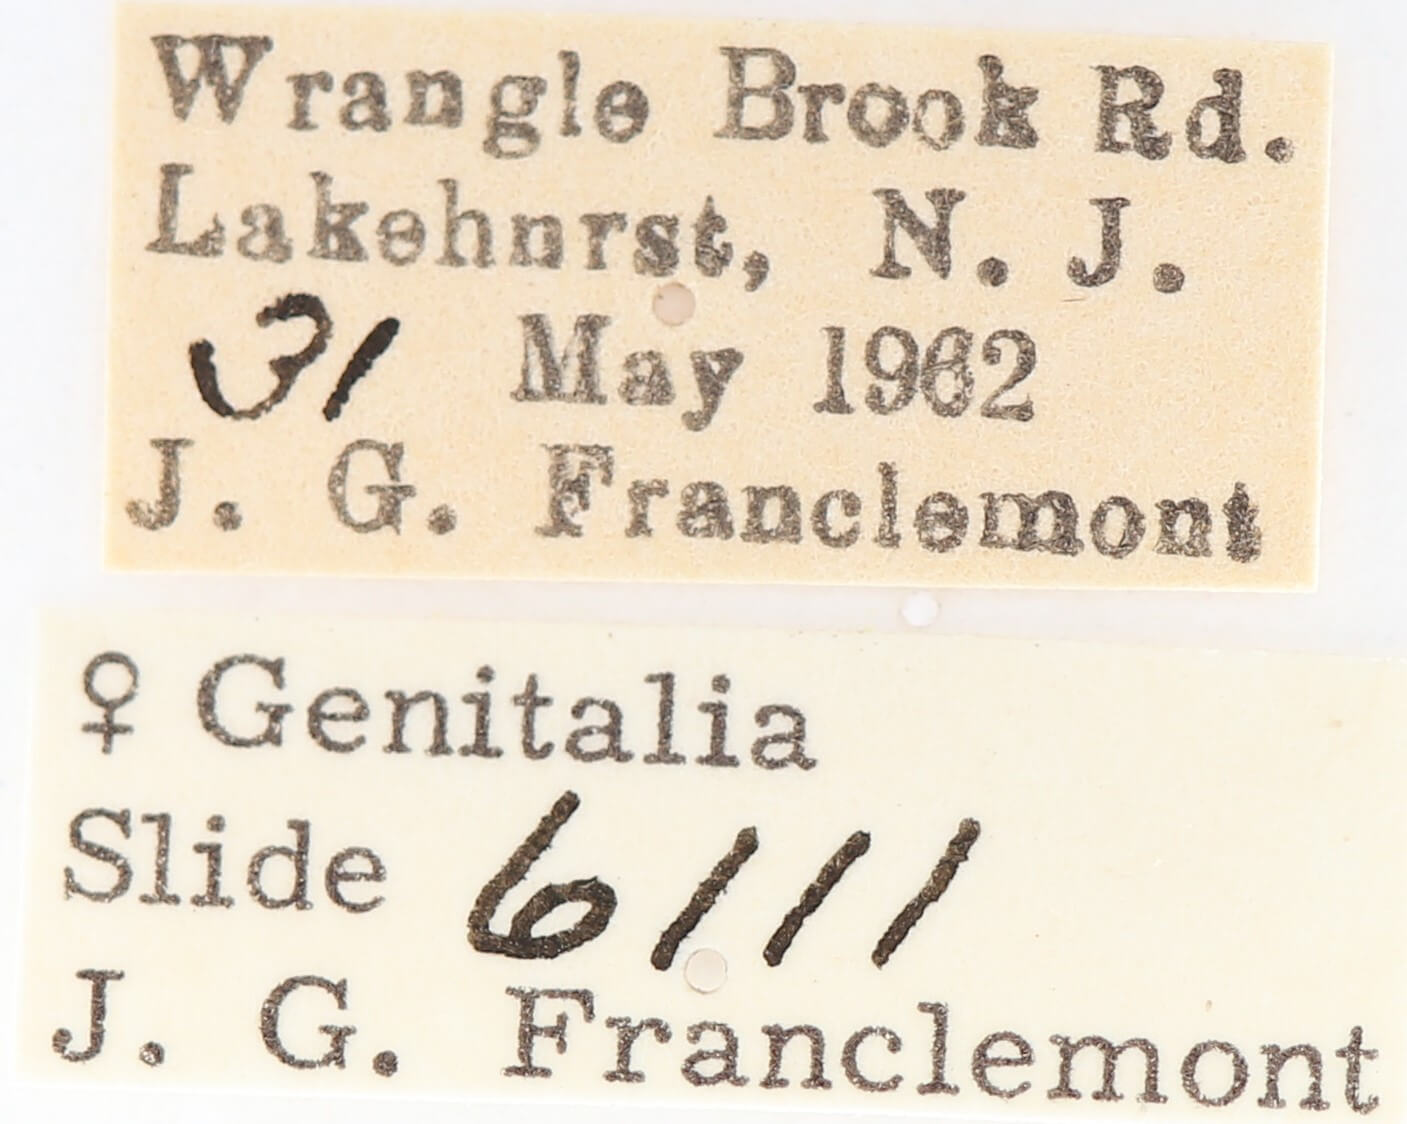 Wrangle Brook Rd.
Lakehurst, N. J.
31 May 1962
J. G. Franclemont
♀ Genitalia
Slide 6111
J. G. Franclemont